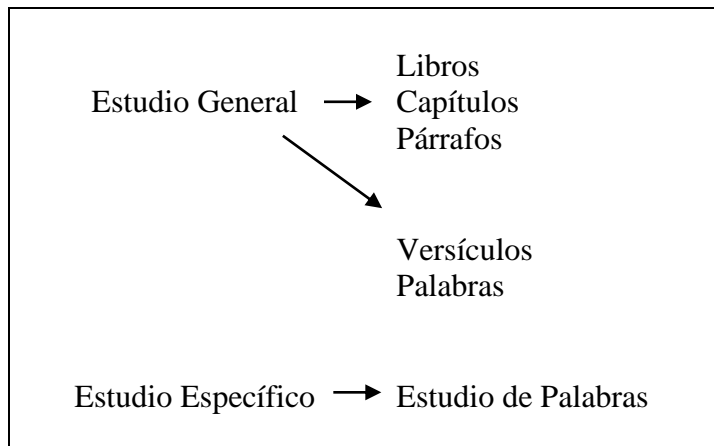 Libros
Estudio General Capítulos
Párrafos
Versículos
Palabras
Estudio Específico Estudio de Palabras